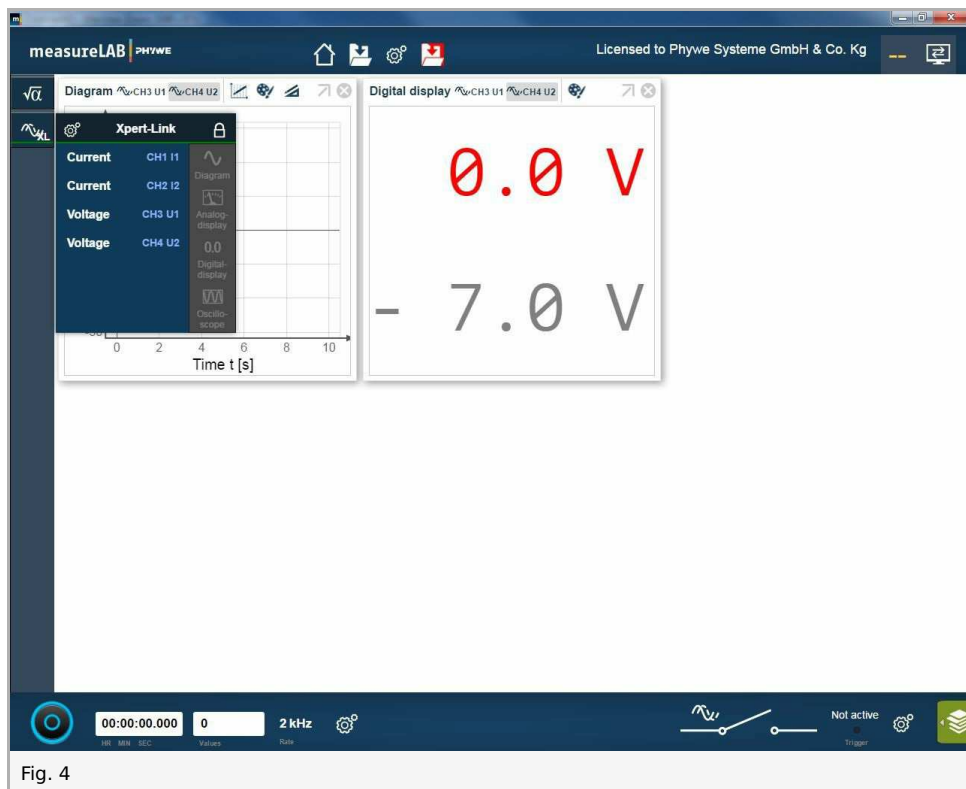 measureLAB PHYWE
Licensed to Phywe Systeme GmbH & Co. Kg
--
√α
XL
Diagram CH3 U1 CH4 U2
Digital display CH3 U1 CH4 U2
Xpert-Link
Current CH1 I1
Current CH2 I2
Voltage CH3 U1
Voltage CH4 U2
Diagram
Analog-
display
0.0
Digital-
display
Oscillo-
scope
0.0 V
- 7.0 V
0 2 4 6 8 10
Time t [s]
00:00:00.000
HR MIN SEC
0
Values
2 kHz
Rate
Not active
Trigger
Fig. 4